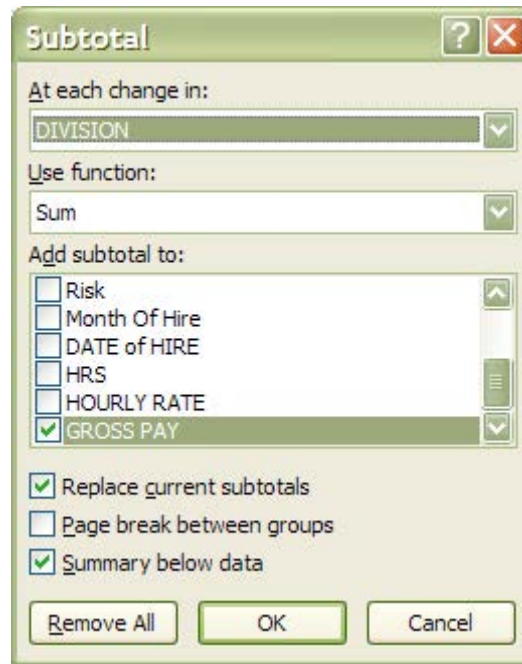 Subtotal
At each change in:
DIVISION
Use function:
Sum
Add subtotal to:
Risk
Month Of Hire
DATE of HIRE
HRS
HOURLY RATE
GROSS PAY
Replace current subtotals
Page break between groups
Summary below data
Remove All OK Cancel